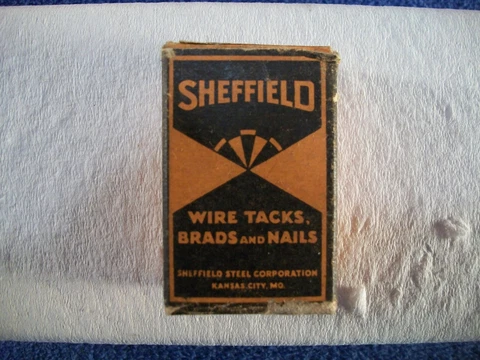 SHEFFIELD
WIRE TACKS,
BRADS AND NAILS
SHEFFIELD STEEL CORPORATION
KANSAS CITY, MO.